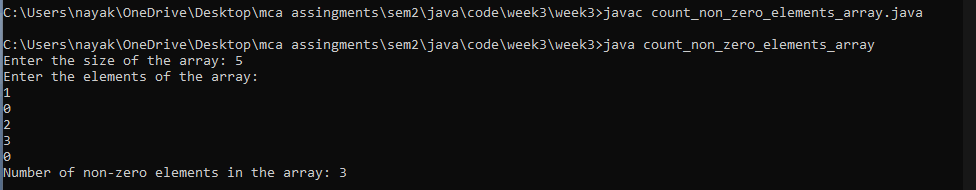 C:\Users\nayak\OneDrive\Desktop\mca assingments\sem2\java\code\week3\week3>javac count_non_zero_elements_array.java
C:\Users\nayak\OneDrive\Desktop\mca assingments\sem2\java\code\week3\week3>java count_non_zero_elements_array
Enter the size of the array: 5
Enter the elements of the array:
1
0
2
3
0
Number of non-zero elements in the array: 3